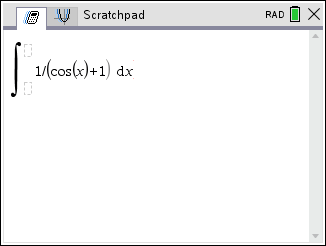 Scratchpad RAD
∫ 1/(cos(x)+1) dx